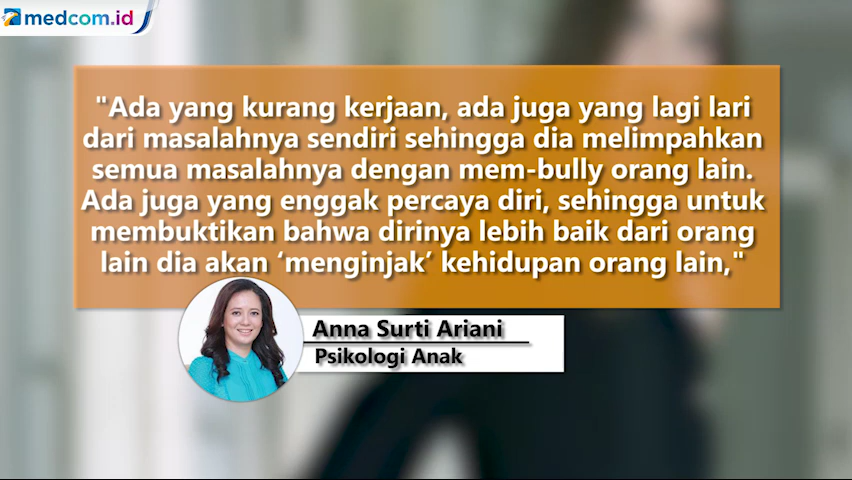 medcom.id
"Ada yang kurang kerjaan, ada juga yang lagi lari
dari masalahnya sendiri sehingga dia melimpahkan
semua masalahnya dengan mem-bully orang lain.
Ada juga yang enggak percaya diri, sehingga untuk
membuktikan bahwa dirinya lebih baik dari orang
lain dia akan ‘menginjak’ kehidupan orang lain,"
Anna Surti Ariani
Psikologi Anak